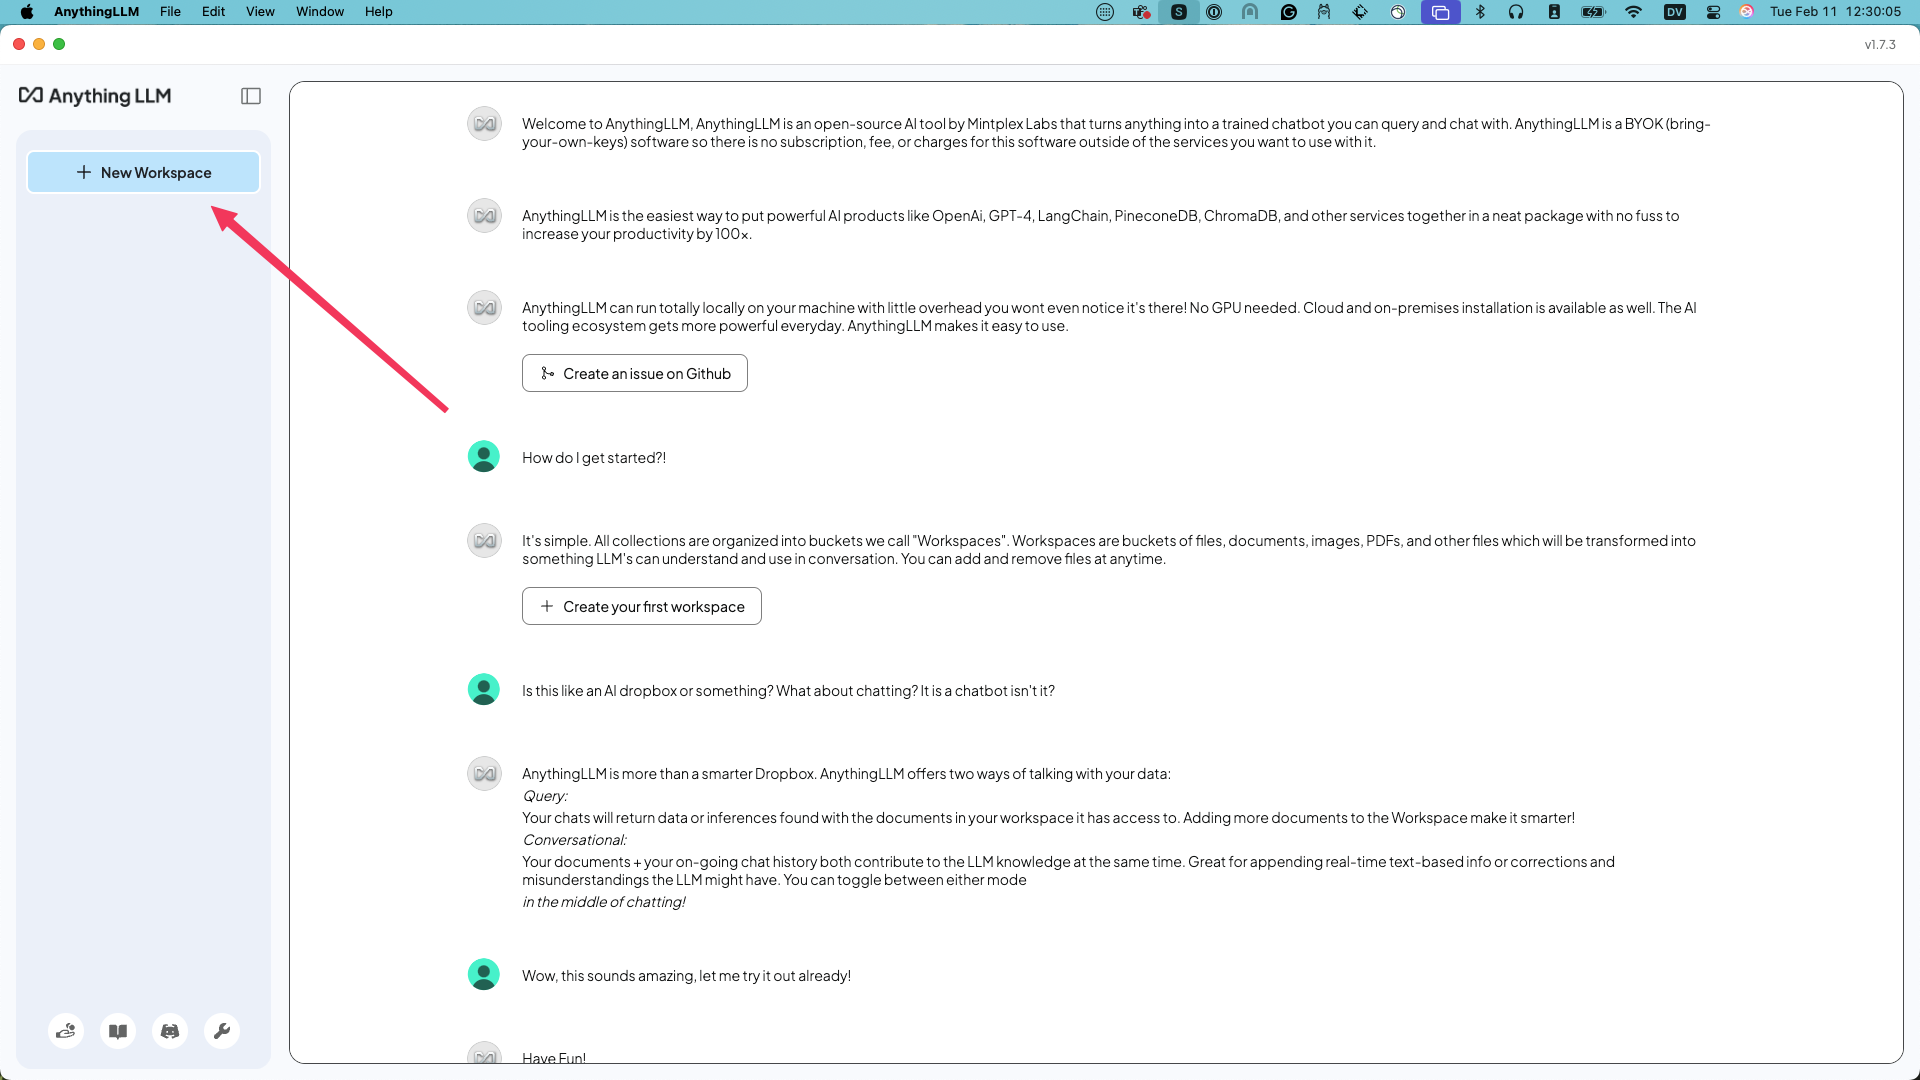 AnythingLLM File Edit View Window Help
S
DV
Tue Feb 11 12:30:05
v1.7.3
Anything LLM
New Workspace
Welcome to AnythingLLM, AnythingLLM is an open-source AI tool by Mintplex Labs that turns anything into a trained chatbot you can query and chat with. AnythingLLM is a BYOK (bring-
your-own-keys) software so there is no subscription, fee, or charges for this software outside of the services you want to use with it.
AnythingLLM is the easiest way to put powerful AI products like OpenAi, GPT-4, LangChain, PineconeDB, ChromaDB, and other services together in a neat package with no fuss to
increase your productivity by 100x.
AnythingLLM can run totally locally on your machine with little overhead you wont even notice it's there! No GPU needed. Cloud and on-premises installation is available as well. The AI
tooling ecosystem gets more powerful everyday. AnythingLLM makes it easy to use.
Create an issue on Github
How do I get started?!
It's simple. All collections are organized into buckets we call "Workspaces". Workspaces are buckets of files, documents, images, PDFs, and other files which will be transformed into
something LLM's can understand and use in conversation. You can add and remove files at anytime.
Create your first workspace
Is this like an AI dropbox or something? What about chatting? It is a chatbot isn't it?
AnythingLLM is more than a smarter Dropbox. AnythingLLM offers two ways of talking with your data:
Query:
Your chats will return data or inferences found with the documents in your workspace it has access to. Adding more documents to the Workspace make it smarter!
Conversational:
Your documents + your on-going chat history both contribute to the LLM knowledge at the same time. Great for appending real-time text-based info or corrections and
misunderstandings the LLM might have. You can toggle between either mode
in the middle of chatting!
Wow, this sounds amazing, let me try it out already!
Have Fun!